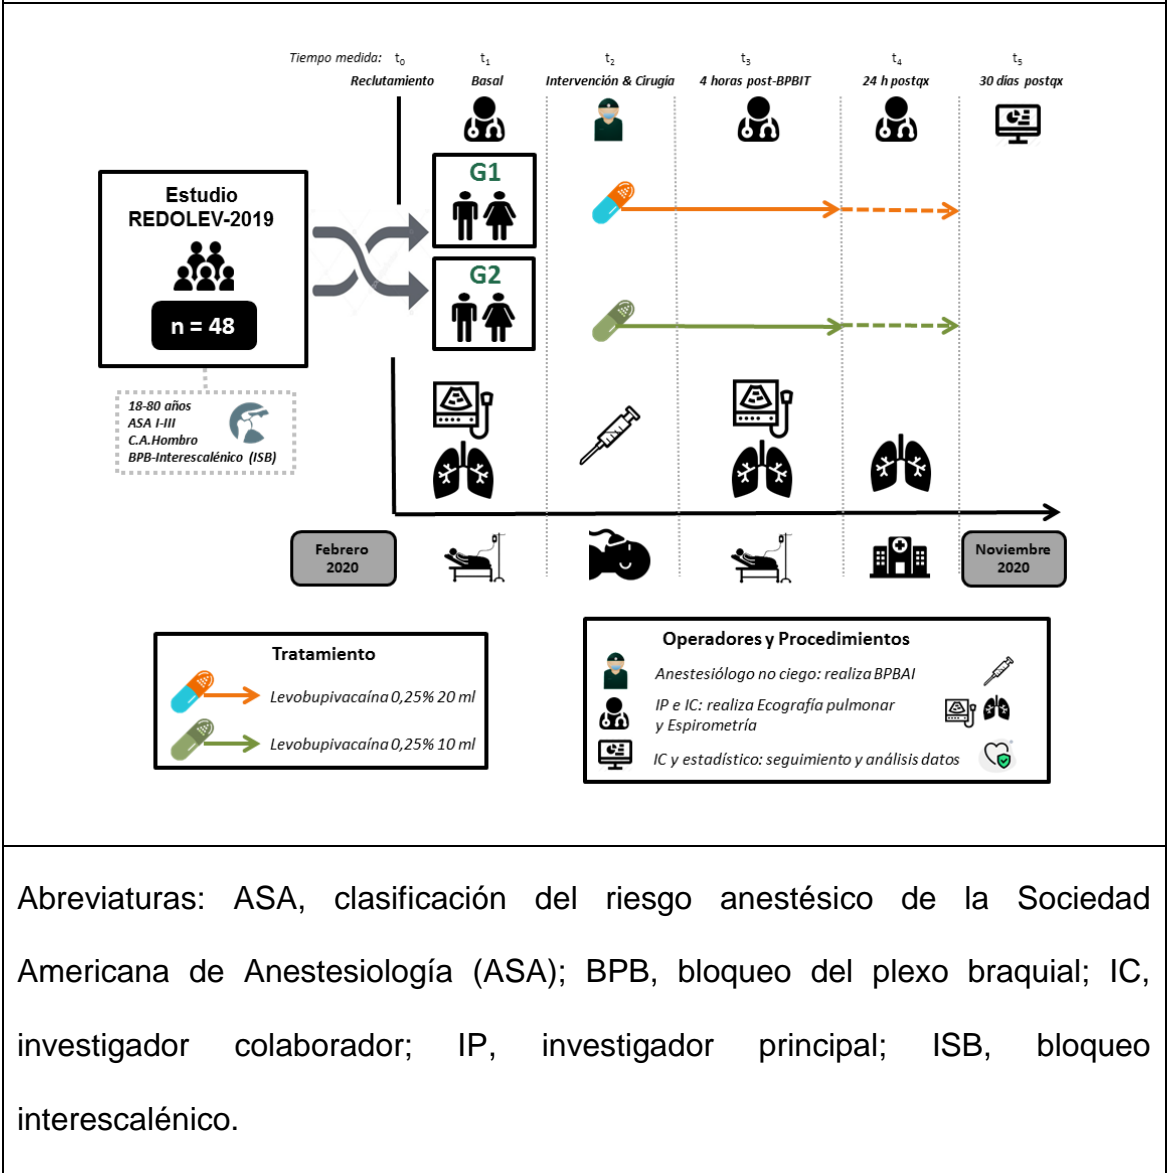 Tiempo medida: t0 t1 t2 t3 t4 t5
Reclutamiento Basal Intervención & Cirugía 4 horas post-BPBIT 24 h postqx 30 días postqx
Estudio
REDOLEV-2019
n = 48
G1
G2
18-80 años
ASA I-III
C.A.Hombro
BPB-Interescalénico (ISB)
Febrero
2020
Noviembre
2020
Tratamiento
Levobupivacaína 0,25% 20 ml
Levobupivacaína 0,25% 10 ml
Operadores y Procedimientos
Anestesiólogo no ciego: realiza BPBAI
IP e IC: realiza Ecografía pulmonar
y Espirometría
IC y estadístico: seguimiento y análisis datos
Abreviaturas: ASA, clasificación del riesgo anestésico de la Sociedad
Americana de Anestesiología (ASA); BPB, bloqueo del plexo braquial; IC,
investigador colaborador; IP, investigador principal; ISB, bloqueo
interescalénico.